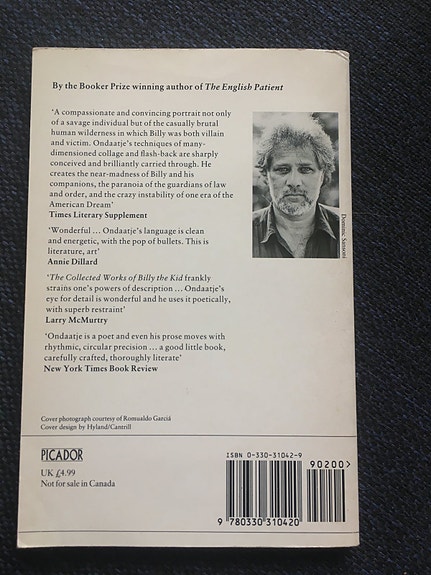 By the Booker Prize winning author of The English Patient
'A compassionate and convincing portrait not only
of a savage individual but of the casually brutal
human wilderness in which Billy was both villain
and victim. Ondaatje's techniques of many-
dimensioned collage and flash-back are sharply
conceived and brilliantly carried through. He
creates the near-madness of Billy and his
companions, the paranoia of the guardians of law
and order, and the crazy instability of one era of the
American Dream'
Times Literary Supplement
'Wonderful ... Ondaatje's language is clean
and energetic, with the pop of bullets. This is
literature, art'
Annie Dillard
'The Collected Works of Billy the Kid frankly
strains one's powers of description ... Ondaatje's
eye for detail is wonderful and he uses it poetically,
with superb restraint'
Larry McMurtry
'Ondaatje is a poet and even his prose moves with
rhythmic, circular precision ... a good little book,
carefully crafted, thoroughly literate'
New York Times Book Review
Dominic Sansoni
Cover photograph courtesy of Romualdo Garciá
Cover design by Hyland/Cantrill
PICADOR
UK £4.99
Not for sale in Canada
ISBN 0-330-31042-9
90200>
9 780330 310420